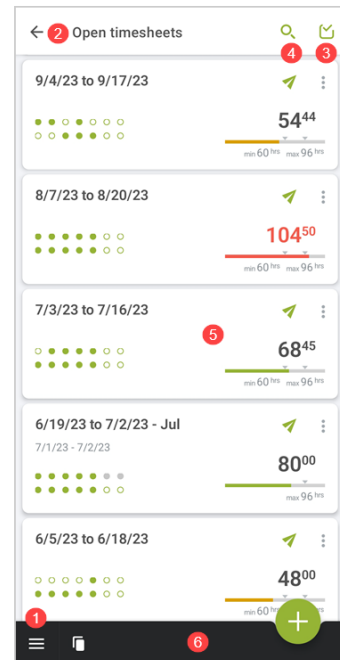 2 Open timesheets
4 3
9/4/23 to 9/17/23
54 44
min 60 hrs max 96 hrs
8/7/23 to 8/20/23
104 50
min 60 hrs max 96 hrs
7/3/23 to 7/16/23
5
68 45
min 60 hrs max 96 hrs
6/19/23 to 7/2/23 - Jul
7/1/23 - 7/2/23
80 00
max 96 hrs
6/5/23 to 6/18/23
48 00
min 60
hrs
1
6